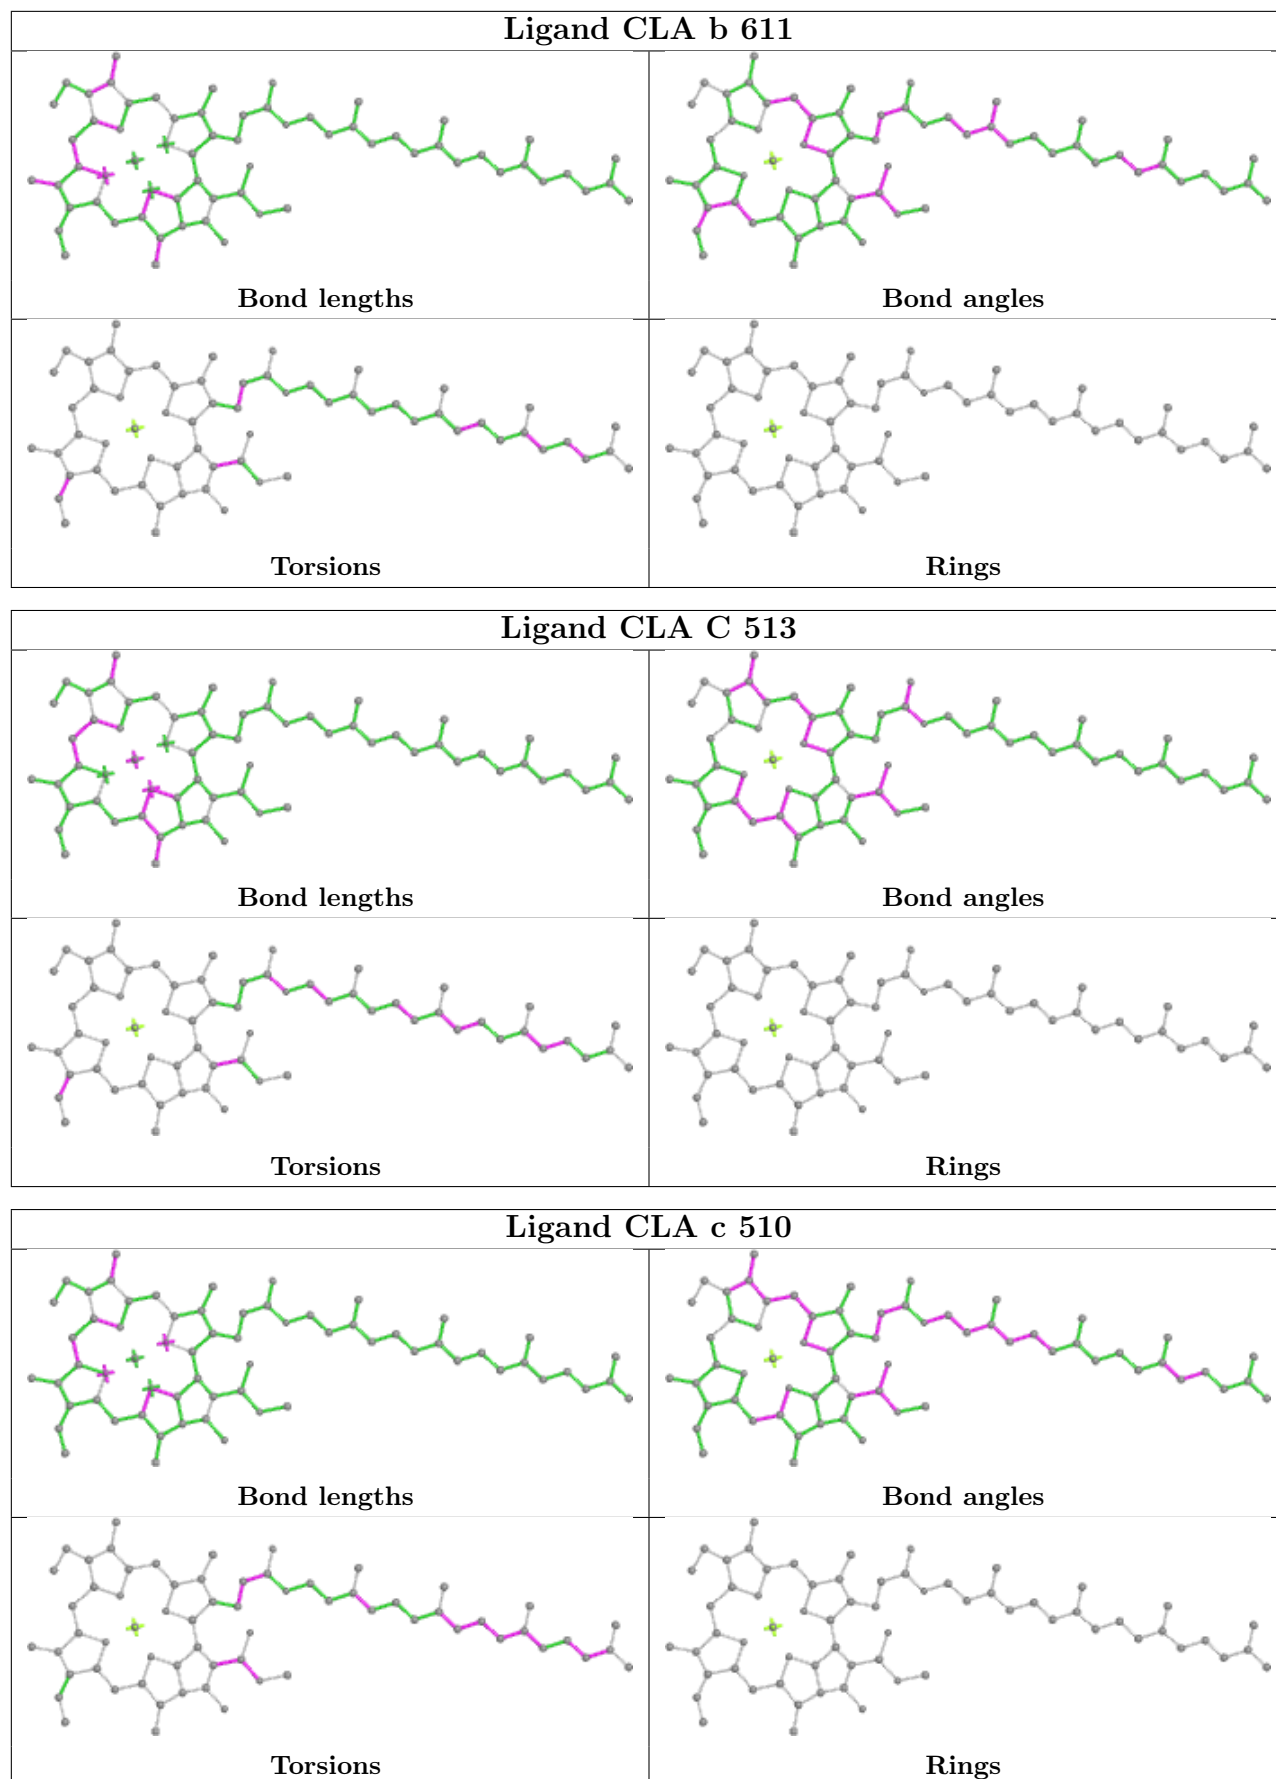 Ligand CLA b 611
Bond lengths
Bond angles
Torsions
Rings
Ligand CLA C 513
Bond lengths
Bond angles
Torsions
Rings
Ligand CLA c 510
Bond lengths
Bond angles
Torsions
Rings